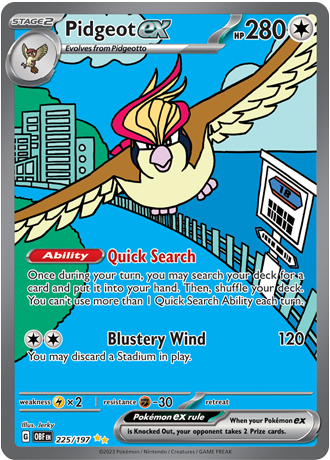 STAGE2
Pidgeot ex HP 280
Evolves from Pidgeotto
Ability Quick Search
Once during your turn, you may search your deck for a
card and put it into your hand. Then, shuffle your deck.
You can't use more than 1 Quick Search Ability each turn.
Blustery Wind 120
You may discard a Stadium in play.
weakness ×2 resistance -30 retreat
Illus. Jerky
Pokémon ex rule
When your Pokémon ex
is Knocked Out, your opponent takes 2 Prize cards.
G OBF EN 225/197
©2023 Pokémon / Nintendo / Creatures / GAME FREAK